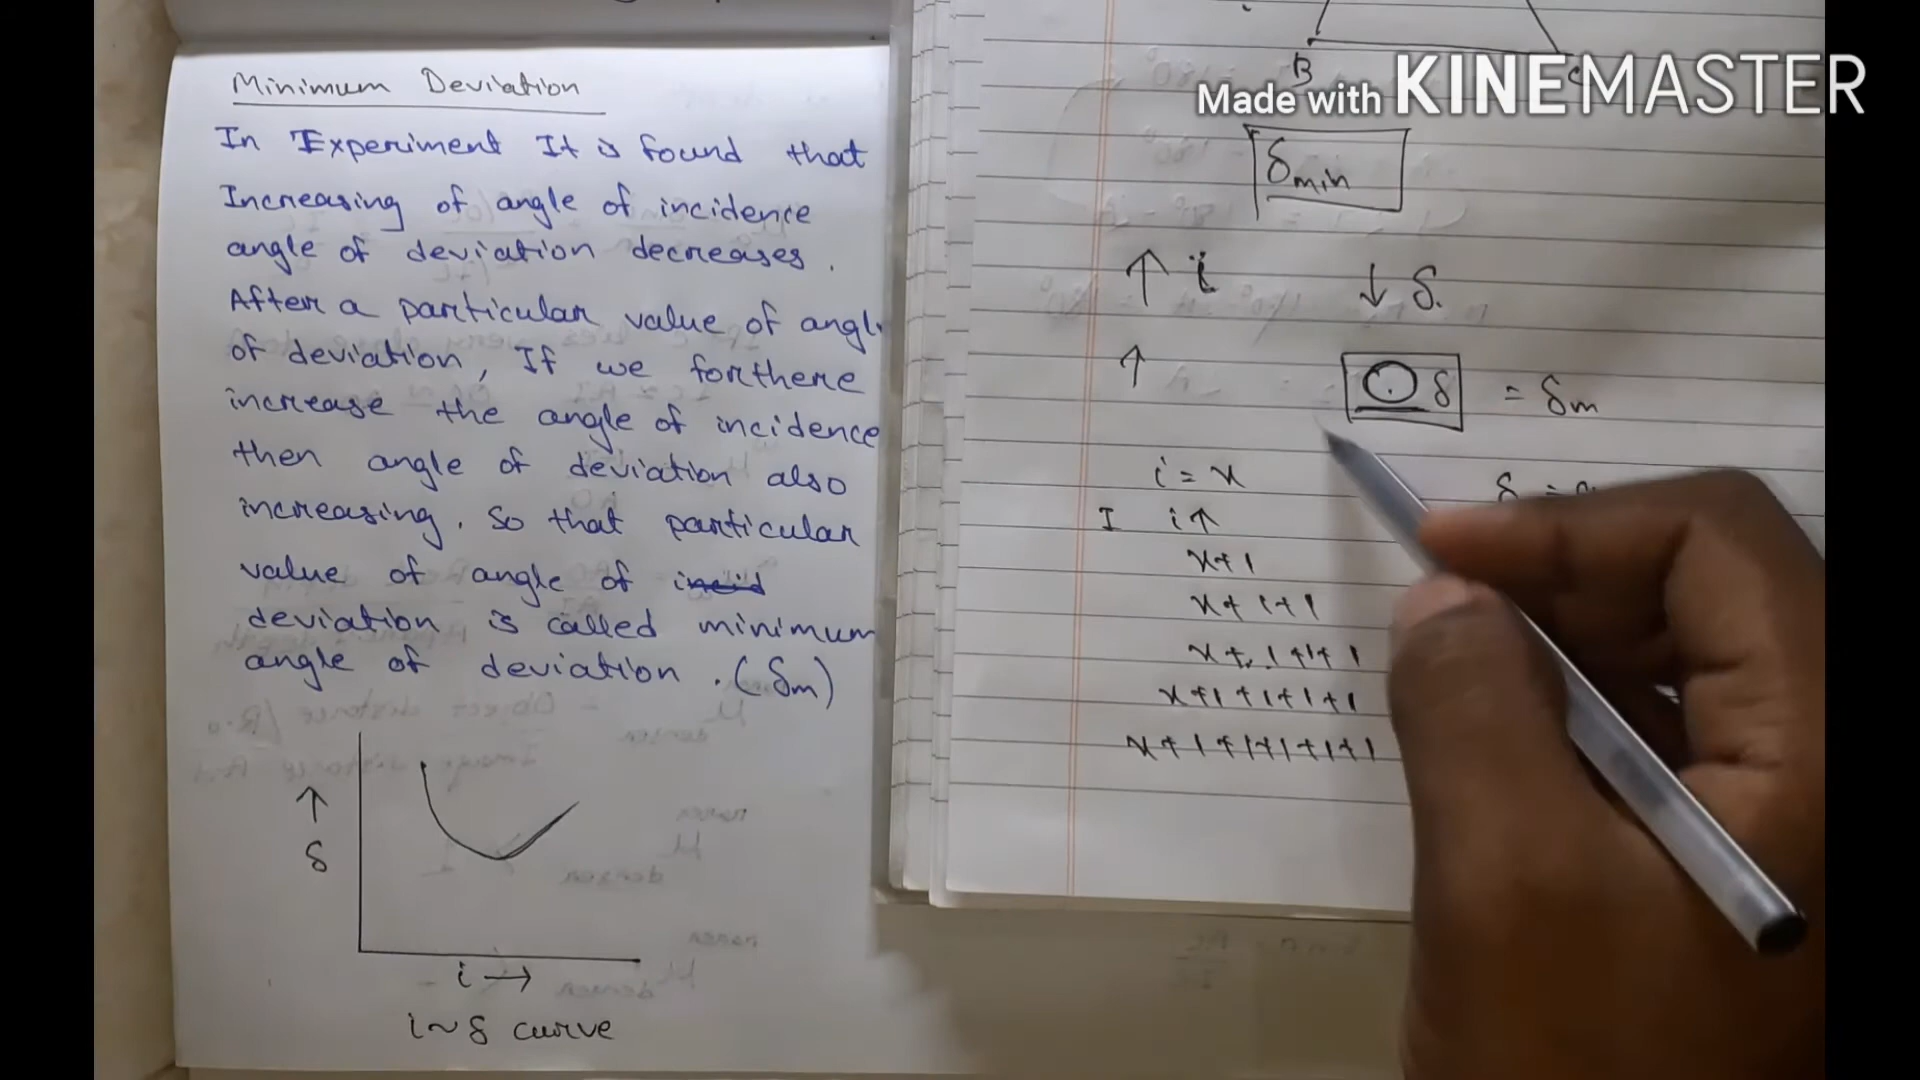 Minimum Deviation
In Experiment It is found that
Increasing of angle of incidence
angle of deviation decreases.
After a particular value of angl
of deviation, If we forthere
increase the angle of incidence
then angle of deviation also
increasing. So that particular
value of angle of incid
deviation is called minimum
angle of deviation. (δm)
↑
δ
i →
i ~ δ curve
B
C
Made with KINEMASTER
δmin
↑ i ↓ δ.
↑ δ = δm
i = x
δ =
I i↑
x+1
x+1+1
x+1+1+1
x+1+1+1+1
x+1+1+1+1+1